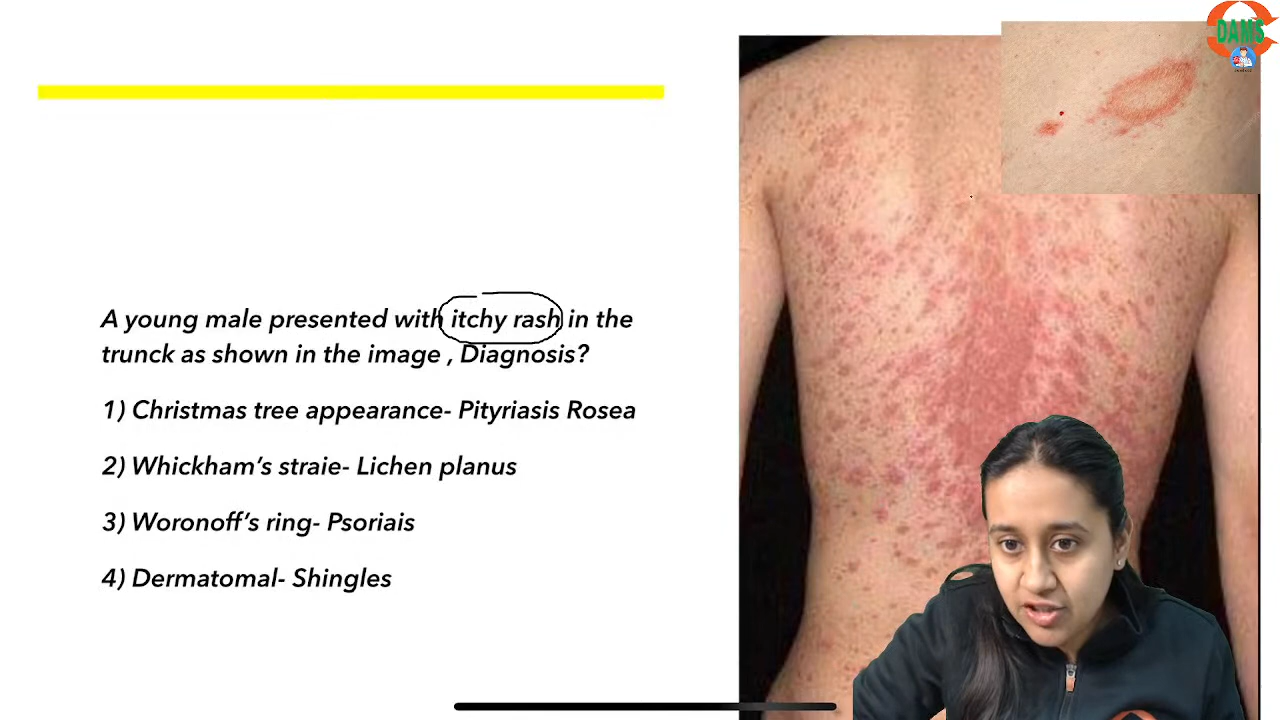 DAMS
A young male presented with itchy rash in the
trunck as shown in the image , Diagnosis?
1) Christmas tree appearance- Pityriasis Rosea
2) Whickham's straie- Lichen planus
3) Woronoff's ring- Psoriais
4) Dermatomal- Shingles